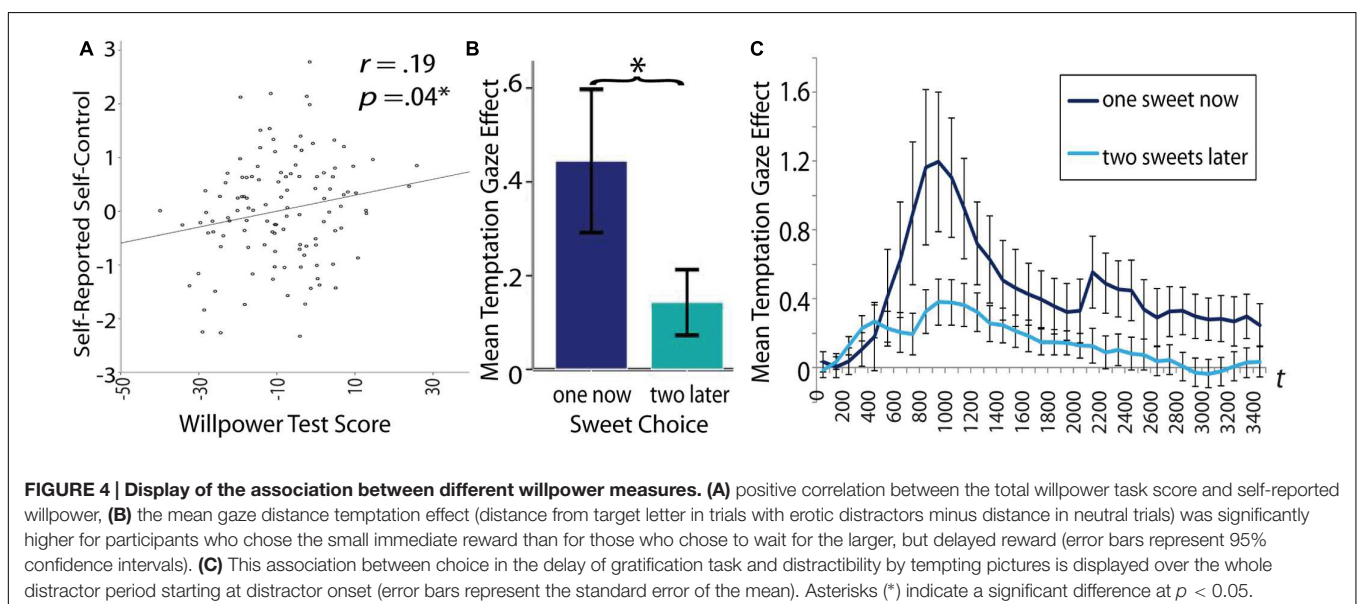 A
3
2
1
0
-1
-2
-3
-50
-30
-10
10
30
r = .19
p =.04*
Self-Reported Self-Control
Willpower Test Score
B
*
.6
.4
.2
0
Mean Temptation Gaze Effect
one now
two later
Sweet Choice
C
1.6
1.2
0.8
0.4
0
Mean Temptation Gaze Effect
one sweet now
two sweets later
t
0
200
400
600
800
1000
1200
1400
1600
1800
2000
2200
2400
2600
2800
3000
3200
3400
FIGURE 4 | Display of the association between different willpower measures. (A) positive correlation between the total willpower task score and self-reported
willpower, (B) the mean gaze distance temptation effect (distance from target letter in trials with erotic distractors minus distance in neutral trials) was significantly
higher for participants who chose the small immediate reward than for those who chose to wait for the larger, but delayed reward (error bars represent 95%
confidence intervals). (C) This association between choice in the delay of gratification task and distractibility by tempting pictures is displayed over the whole
distractor period starting at distractor onset (error bars represent the standard error of the mean). Asterisks (*) indicate a significant difference at p < 0.05.